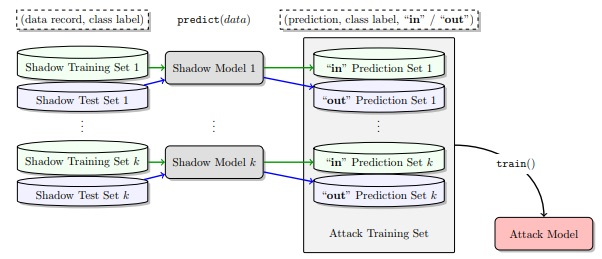 (data record, class label)
predict(data)
(prediction, class label, “in” / “out”)
Shadow Training Set 1
Shadow Model 1
“in” Prediction Set 1
Shadow Test Set 1
“out” Prediction Set 1
⋮
⋮
⋮
Shadow Training Set k
Shadow Model k
“in” Prediction Set k
Shadow Test Set k
“out” Prediction Set k
train()
Attack Training Set
Attack Model